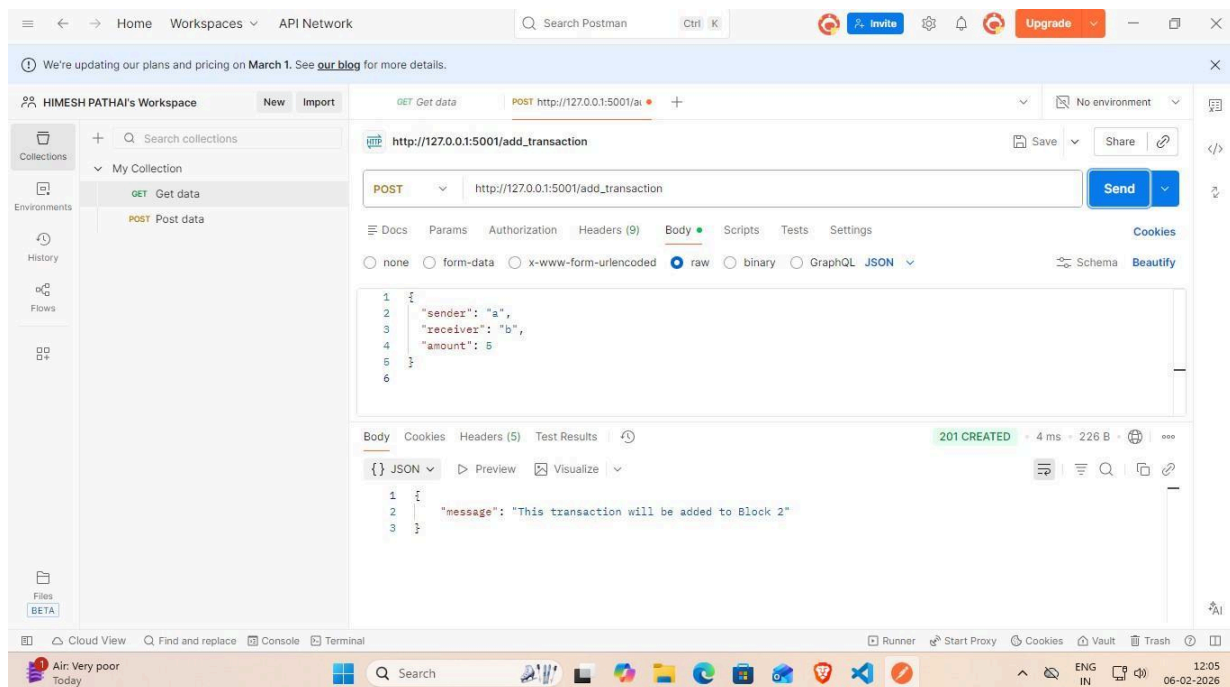 Home Workspaces API Network Search Postman Ctrl K Invite Upgrade
We're updating our plans and pricing on March 1. See our blog for more details.
HIMESH PATHAI's Workspace New Import GET Get data POST http://127.0.0.1:5001/a No environment
Collections
Search collections
My Collection
GET Get data
POST Post data
Environments
History
Flows
Files
BETA
HTTP http://127.0.0.1:5001/add_transaction Save Share
POST http://127.0.0.1:5001/add_transaction Send
Docs Params Authorization Headers (9) Body Scripts Tests Settings Cookies
none form-data x-www-form-urlencoded raw binary GraphQL JSON Schema Beautify
1 {
2 "sender": "a",
3 "receiver": "b",
4 "amount": 5
5 }
6
Body Cookies Headers (5) Test Results 201 CREATED 4 ms 226 B
{} JSON Preview Visualize
1 {
2 "message": "This transaction will be added to Block 2"
3 }
AI
Cloud View Find and replace Console Terminal Runner Start Proxy Cookies Vault Trash
Air: Very poor
Today
Search
ENG
IN
12:05
06-02-2026